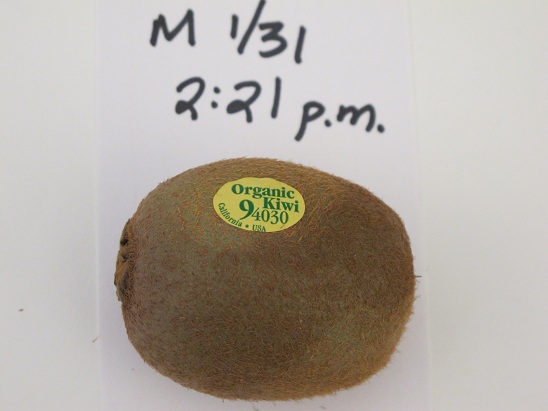 M 1/31
2:21 p.m.
Organic
Kiwi
94030
California • USA